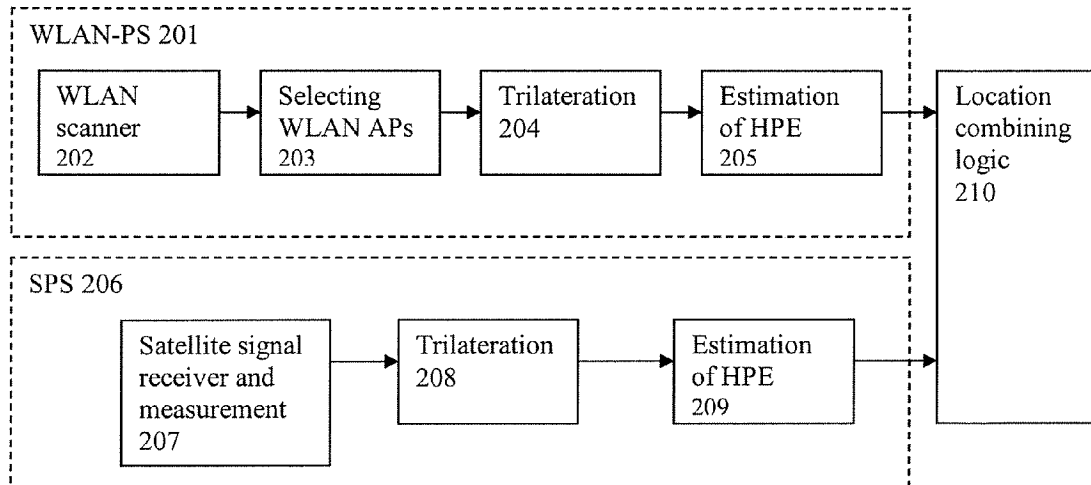 WLAN-PS 201
WLAN
scanner
202
Selecting
WLAN APs
203
Trilateration
204
Estimation
of HPE
205
Location
combining
logic
210
SPS 206
Satellite signal
receiver and
measurement
207
Trilateration
208
Estimation
of HPE
209